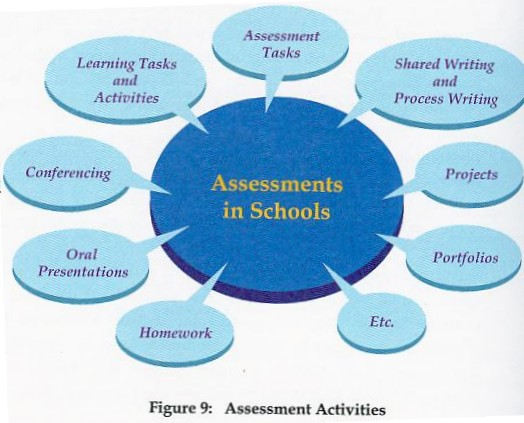 Assessment
Tasks
Learning Tasks
and
Activities
Shared Writing
and
Process Writing
Conferencing
Assessments
in Schools
Projects
Oral
Presentations
Portfolios
Homework
Etc.
Figure 9: Assessment Activities